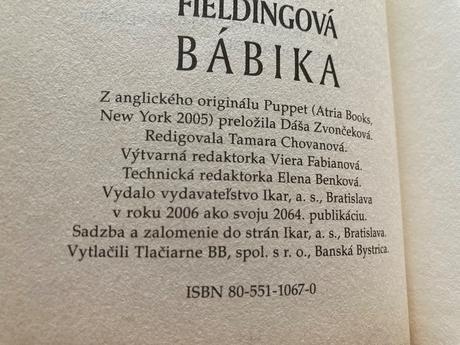 FIELDINGOVÁ
BÁBIKA
Z anglického originálu Puppet (Atria Books,
New York 2005) preložila Dáša Zvončeková.
Redigovala Tamara Chovanová.
Výtvarná redaktorka Viera Fabianová.
Technická redaktorka Elena Benková.
Vydalo vydavateľstvo Ikar, a. s., Bratislava
v roku 2006 ako svoju 2064. publikáciu.
Sadzba a zalomenie do strán Ikar, a. s., Bratislava.
Vytlačili Tlačiarne BB, spol. s r. o., Banská Bystrica.
ISBN 80-551-1067-0